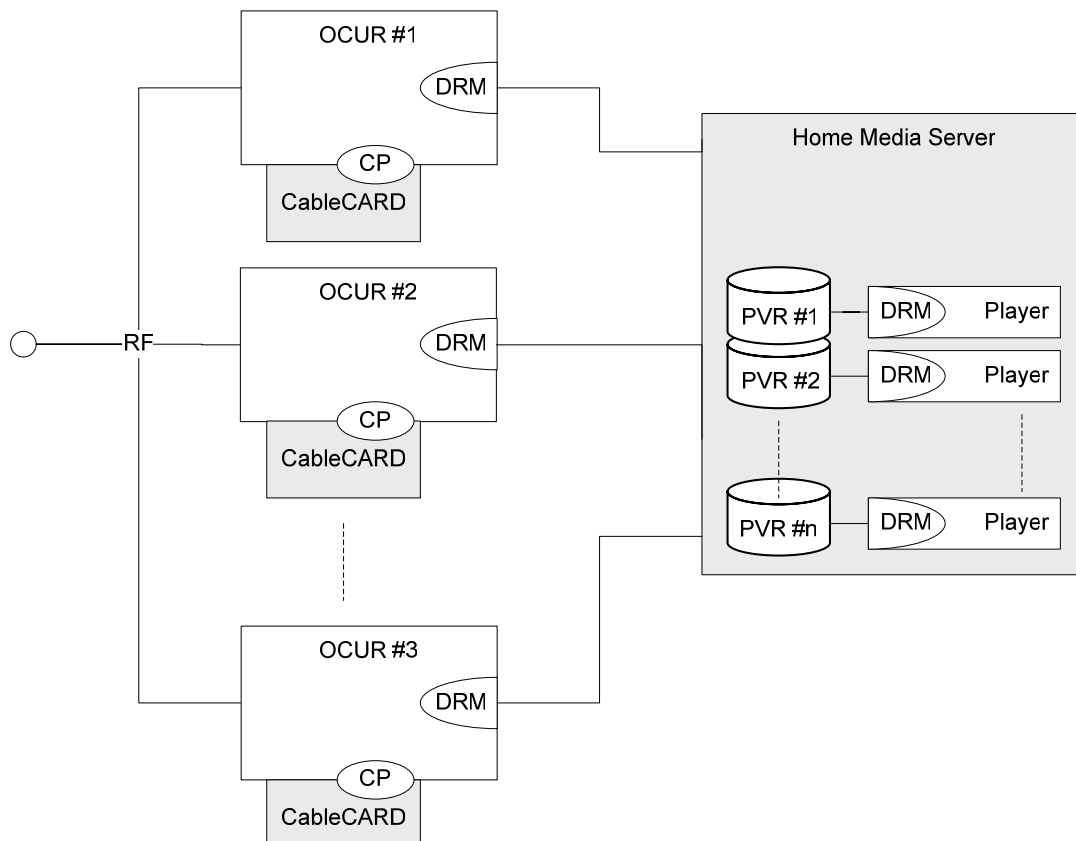 OCUR #1
DRM
CP
CableCARD
Home Media Server
OCUR #2
DRM
CP
CableCARD
RF
PVR #1
DRM
Player
PVR #2
DRM
Player
PVR #n
DRM
Player
OCUR #3
DRM
CP
CableCARD